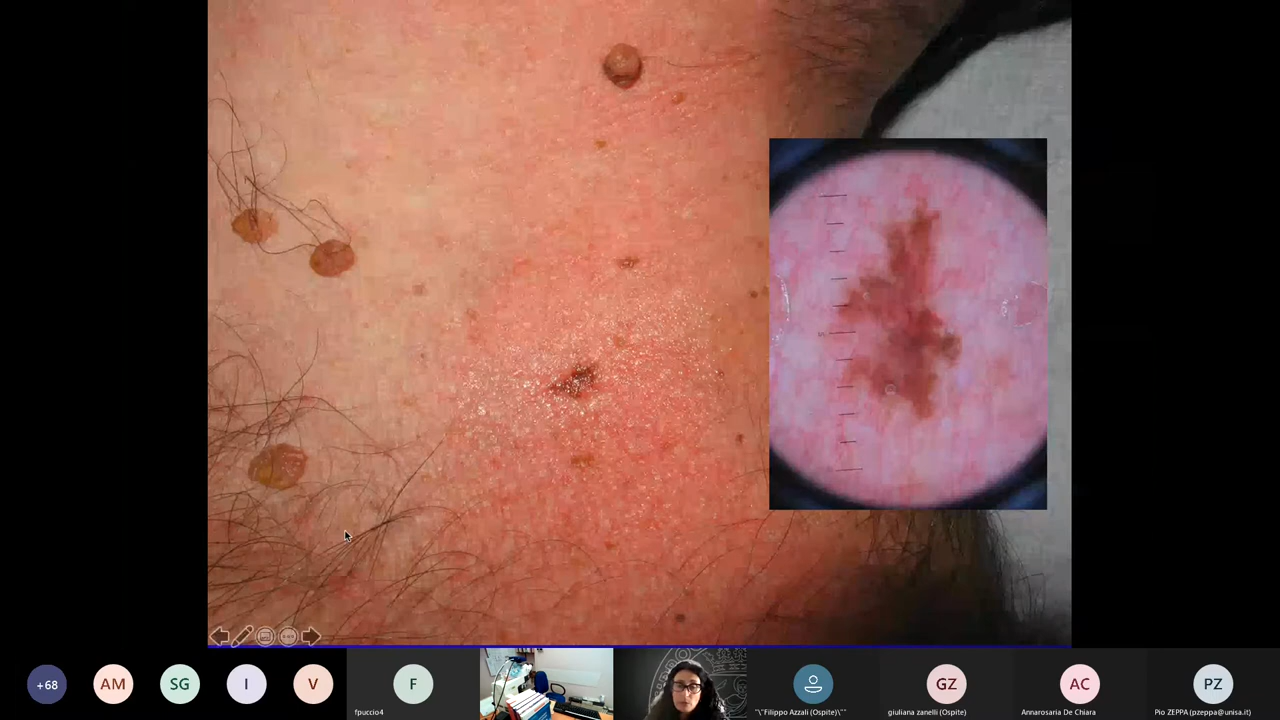 +68
AM
SG
I
V
F
GZ
AC
PZ
fpuccio4
"\"Filippo Azzali (Ospite)\""
giuliana zanelli (Ospite)
Annarosaria De Chiara
Pio ZEPPA (pzeppa@unisa.it)